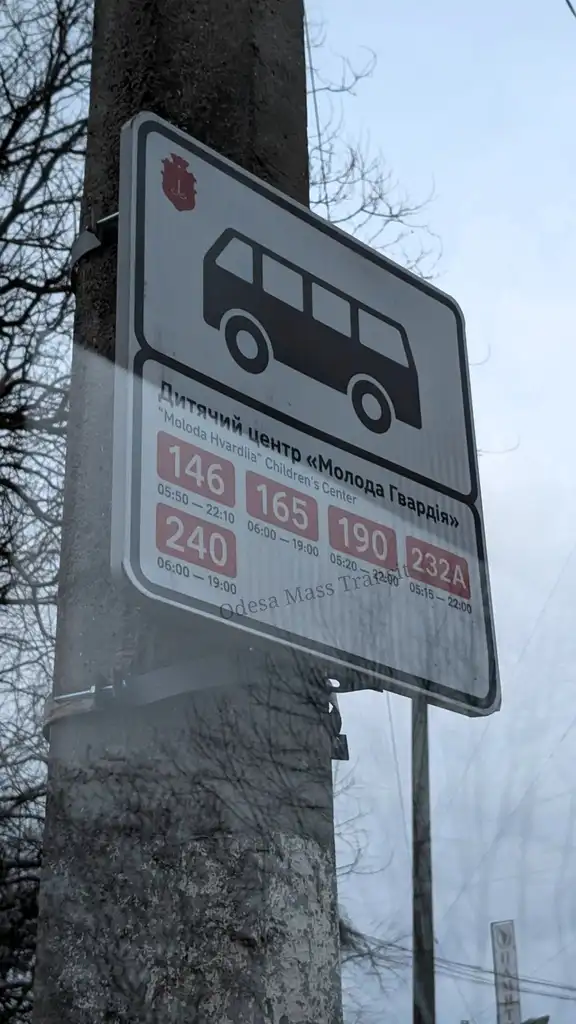 Дитячий центр «Молода Гвардія»
"Moloda Hvardiia" Children's Center
146 165 190 232A
05:50 — 22:10 06:00 — 19:00 05:20 — 22:00 05:15 — 22:00
240
06:00 — 19:00
Odesa Mass Transit